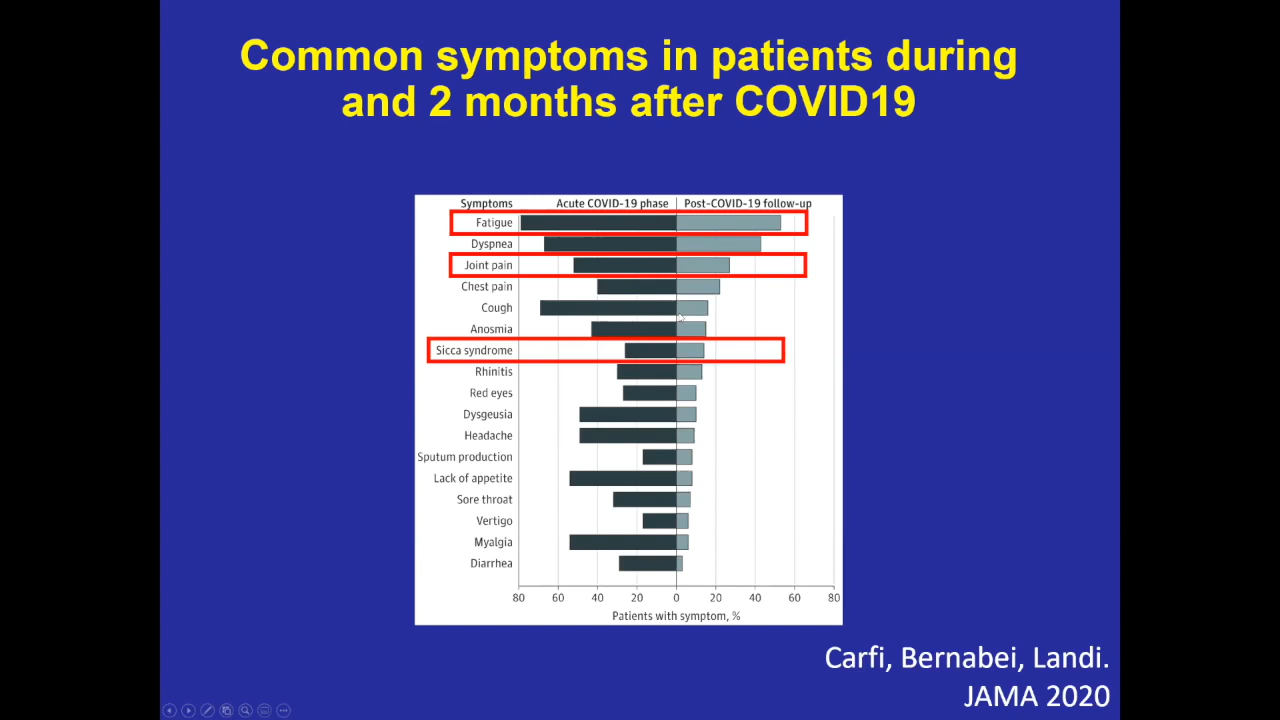 Common symptoms in patients during
and 2 months after COVID19
Symptoms Acute COVID-19 phase Post-COVID-19 follow-up
Fatigue
Dyspnea
Joint pain
Chest pain
Cough
Anosmia
Sicca syndrome
Rhinitis
Red eyes
Dysgeusia
Headache
Sputum production
Lack of appetite
Sore throat
Vertigo
Myalgia
Diarrhea
80 60 40 20 0 20 40 60 80
Patients with symptom, %
Carfi, Bernabei, Landi.
JAMA 2020